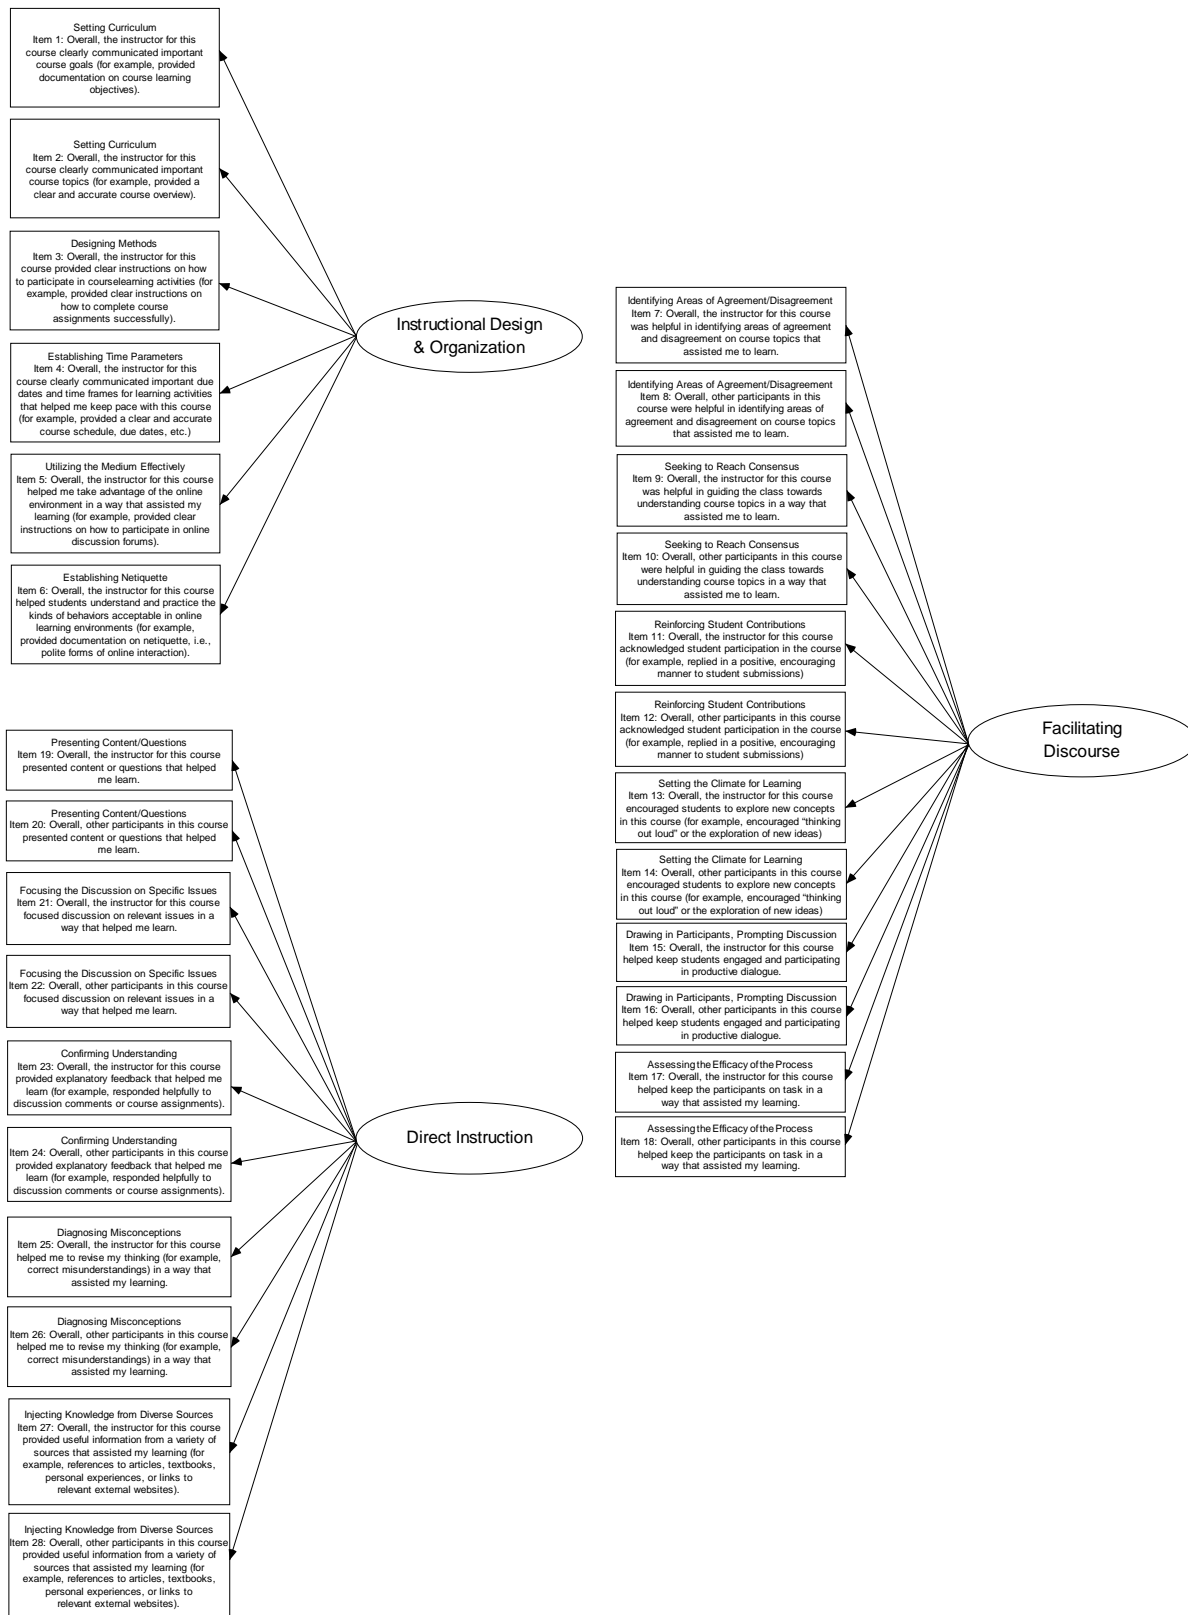 Setting Curriculum
Item 1: Overall, the instructor for this
course clearly communicated important
course goals (for example, provided
documentation on course learning
objectives).
Setting Curriculum
Item 2: Overall, the instructor for this
course clearly communicated important
course topics (for example, provided a
clear and accurate course overview).
Designing Methods
Item 3: Overall, the instructor for this
course provided clear instructions on how
to participate in courselearning activities (for
example, provided clear instructions on
how to complete course
assignments successfully).
Establishing Time Parameters
Item 4: Overall, the instructor for this
course clearly communicated important due
dates and time frames for learning activities
that helped me keep pace with this course
(for example, provided a clear and accurate
course schedule, due dates, etc.)
Utilizing the Medium Effectively
Item 5: Overall, the instructor for this course
helped me take advantage of the online
environment in a way that assisted my
learning (for example, provided clear
instructions on how to participate in online
discussion forums).
Establishing Netiquette
Item 6: Overall, the instructor for this course
helped students understand and practice the
kinds of behaviors acceptable in online
learning environments (for example,
provided documentation on netiquette, i.e.,
polite forms of online interaction).
Instructional Design
& Organization
Identifying Areas of Agreement/Disagreement
Item 7: Overall, the instructor for this course
was helpful in identifying areas of agreement
and disagreement on course topics that
assisted me to learn.
Identifying Areas of Agreement/Disagreement
Item 8: Overall, other participants in this
course were helpful in identifying areas of
agreement and disagreement on course topics
that assisted me to learn.
Seeking to Reach Consensus
Item 9: Overall, the instructor for this course
was helpful in guiding the class towards
understanding course topics in a way that
assisted me to learn.
Seeking to Reach Consensus
Item 10: Overall, other participants in this course
were helpful in guiding the class towards
understanding course topics in a way that
assisted me to learn.
Reinforcing Student Contributions
Item 11: Overall, the instructor for this course
acknowledged student participation in the course
(for example, replied in a positive, encouraging
manner to student submissions)
Reinforcing Student Contributions
Item 12: Overall, other participants in this course
acknowledged student participation in the course
(for example, replied in a positive, encouraging
manner to student submissions)
Setting the Climate for Learning
Item 13: Overall, the instructor for this course
encouraged students to explore new concepts
in this course (for example, encouraged “thinking
out loud” or the exploration of new ideas)
Setting the Climate for Learning
Item 14: Overall, other participants in this course
encouraged students to explore new concepts
in this course (for example, encouraged “thinking
out loud” or the exploration of new ideas)
Drawing in Participants, Prompting Discussion
Item 15: Overall, the instructor for this course
helped keep students engaged and participating
in productive dialogue.
Drawing in Participants, Prompting Discussion
Item 16: Overall, other participants in this course
helped keep students engaged and participating
in productive dialogue.
Assessing the Efficacy of the Process
Item 17: Overall, the instructor for this course
helped keep the participants on task in a
way that assisted my learning.
Assessing the Efficacy of the Process
Item 18: Overall, other participants in this course
helped keep the participants on task in a
way that assisted my learning.
Facilitating
Discourse
Presenting Content/Questions
Item 19: Overall, the instructor for this course
presented content or questions that helped
me learn.
Presenting Content/Questions
Item 20: Overall, other participants in this course
presented content or questions that helped
me learn.
Focusing the Discussion on Specific Issues
Item 21: Overall, the instructor for this course
focused discussion on relevant issues in a
way that helped me learn.
Focusing the Discussion on Specific Issues
Item 22: Overall, other participants in this course
focused discussion on relevant issues in a
way that helped me learn.
Confirming Understanding
Item 23: Overall, the instructor for this course
provided explanatory feedback that helped me
learn (for example, responded helpfully to
discussion comments or course assignments).
Confirming Understanding
Item 24: Overall, other participants in this course
provided explanatory feedback that helped me
learn (for example, responded helpfully to
discussion comments or course assignments).
Diagnosing Misconceptions
Item 25: Overall, the instructor for this course
helped me to revise my thinking (for example,
correct misunderstandings) in a way that
assisted my learning.
Diagnosing Misconceptions
Item 26: Overall, other participants in this course
helped me to revise my thinking (for example,
correct misunderstandings) in a way that
assisted my learning.
Injecting Knowledge from Diverse Sources
Item 27: Overall, the instructor for this course
provided useful information from a variety of
sources that assisted my learning (for
example, references to articles, textbooks,
personal experiences, or links to
relevant external websites).
Injecting Knowledge from Diverse Sources
Item 28: Overall, other participants in this course
provided useful information from a variety of
sources that assisted my learning (for
example, references to articles, textbooks,
personal experiences, or links to
relevant external websites).
Direct Instruction